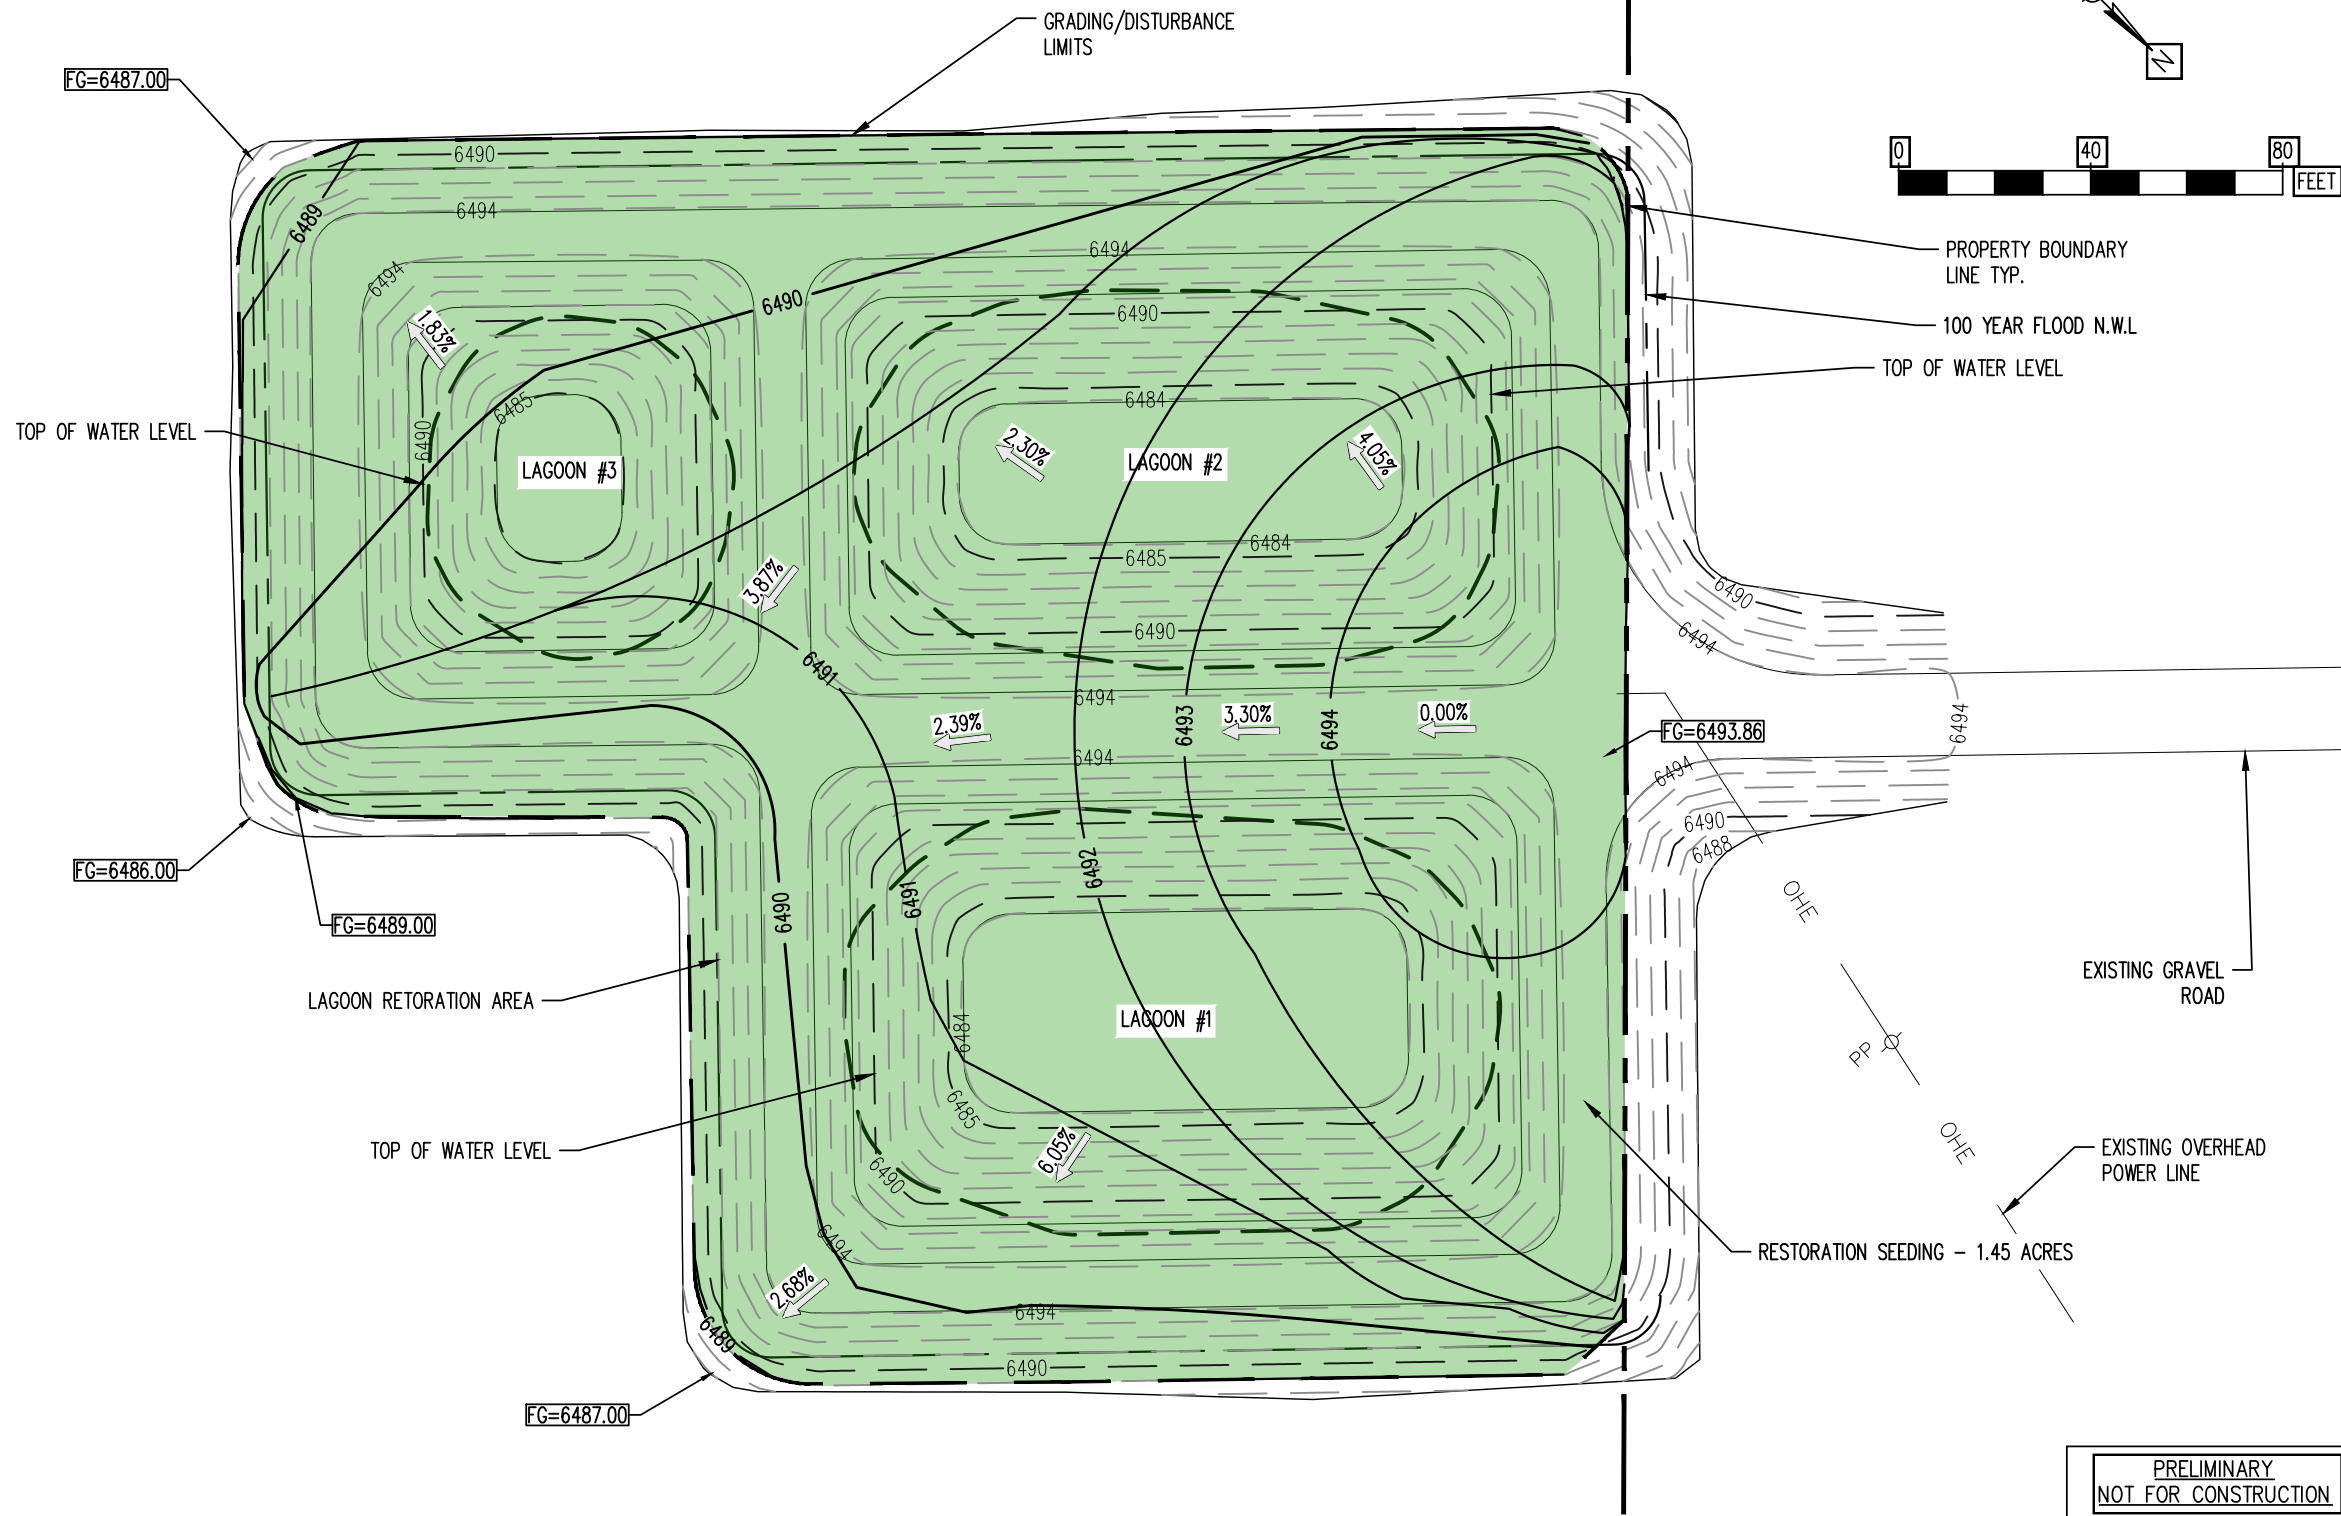 GRADING/DISTURBANCE
LIMITS
N
FG=6487.00
0 40 80
FEET
6490
6489
6494
PROPERTY BOUNDARY
LINE TYP.
6494
6494
6490
100 YEAR FLOOD N.W.L
1.83%
6490
TOP OF WATER LEVEL
6485
6484
TOP OF WATER LEVEL
6490
2.30%
4.05%
LAGOON #3
LAGOON #2
6484
6485
3.87%
6490
6490
6494
6491
6494
6493
6494
2.39%
3.30%
0.00%
FG=6493.86
6494
6494
6494
6490
6488
FG=6486.00
6492
6491
6490
OHE
FG=6489.00
EXISTING GRAVEL
ROAD
LAGOON RETORATION AREA
LAGOON #1
6484
PP
6485
TOP OF WATER LEVEL
6.05%
OHE
EXISTING OVERHEAD
POWER LINE
6490
6494
RESTORATION SEEDING - 1.45 ACRES
2.68%
6494
6489
6490
FG=6487.00
PRELIMINARY
NOT FOR CONSTRUCTION